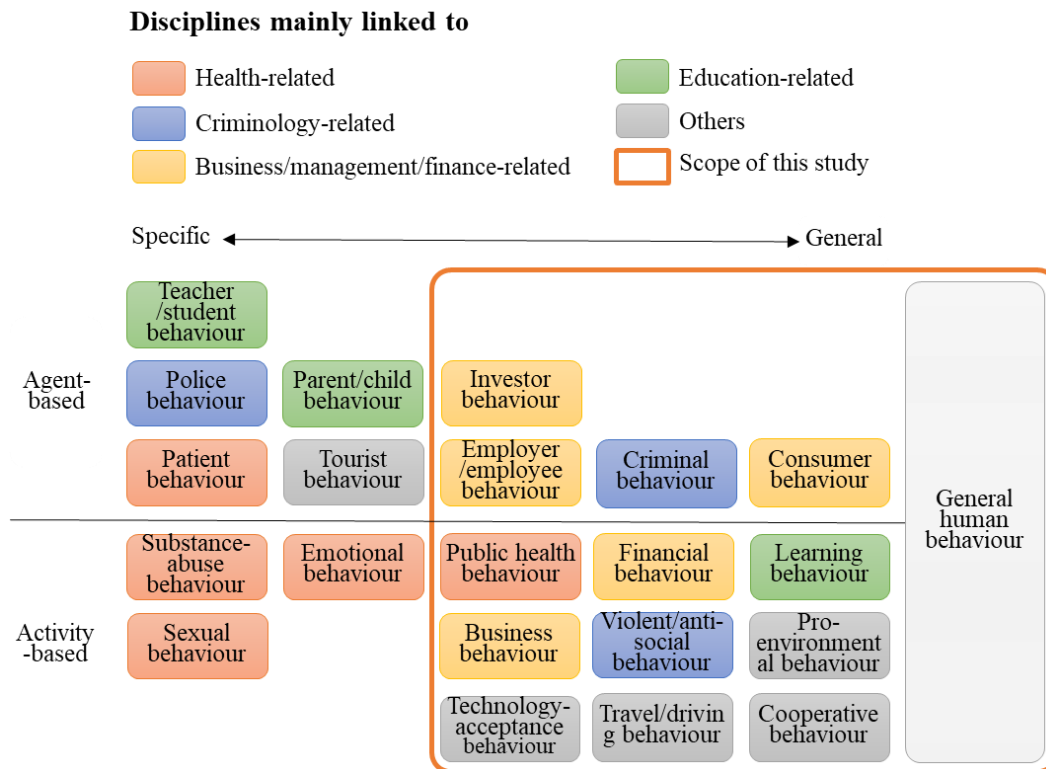 Disciplines mainly linked to
Health-related
Education-related
Criminology-related
Others
Business/management/finance-related
Scope of this study
Specific
General
Agent-
based
Teacher
/student
behaviour
Police
behaviour
Parent/child
behaviour
Investor
behaviour
Patient
behaviour
Tourist
behaviour
Employer
/employee
behaviour
Criminal
behaviour
Consumer
behaviour
General
human
behaviour
Activity
-based
Substance-
abuse
behaviour
Emotional
behaviour
Public health
behaviour
Financial
behaviour
Learning
behaviour
Sexual
behaviour
Business
behaviour
Violent/anti-
social
behaviour
Pro-
environment
al behaviour
Technology-
acceptance
behaviour
Travel/drivin
g behaviour
Cooperative
behaviour